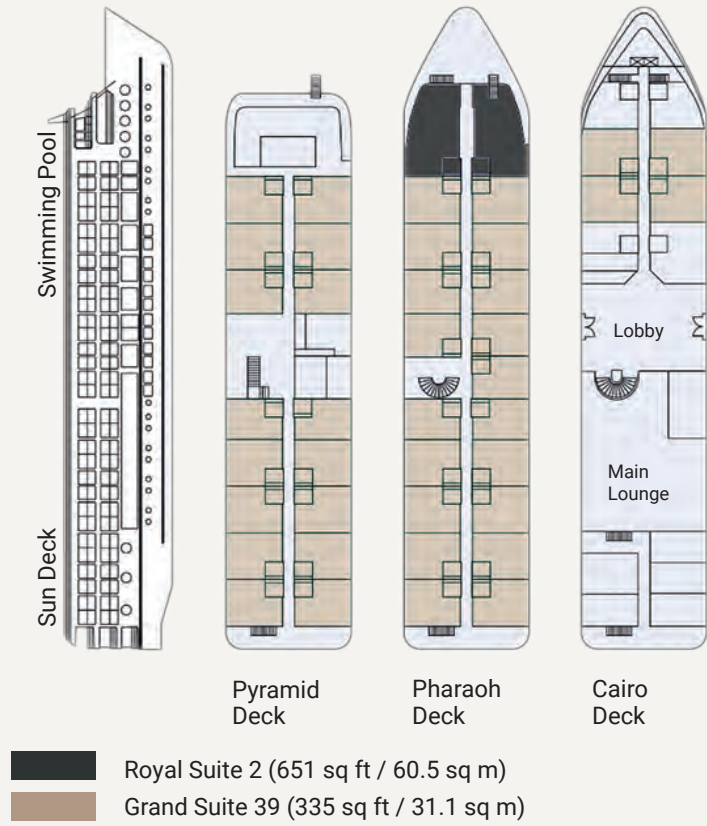 Swimming Pool
Sun Deck
Lobby
Main
Lounge
Pyramid
Deck
Pharaoh
Deck
Cairo
Deck
Royal Suite 2 (651 sq ft / 60.5 sq m)
Grand Suite 39 (335 sq ft / 31.1 sq m)